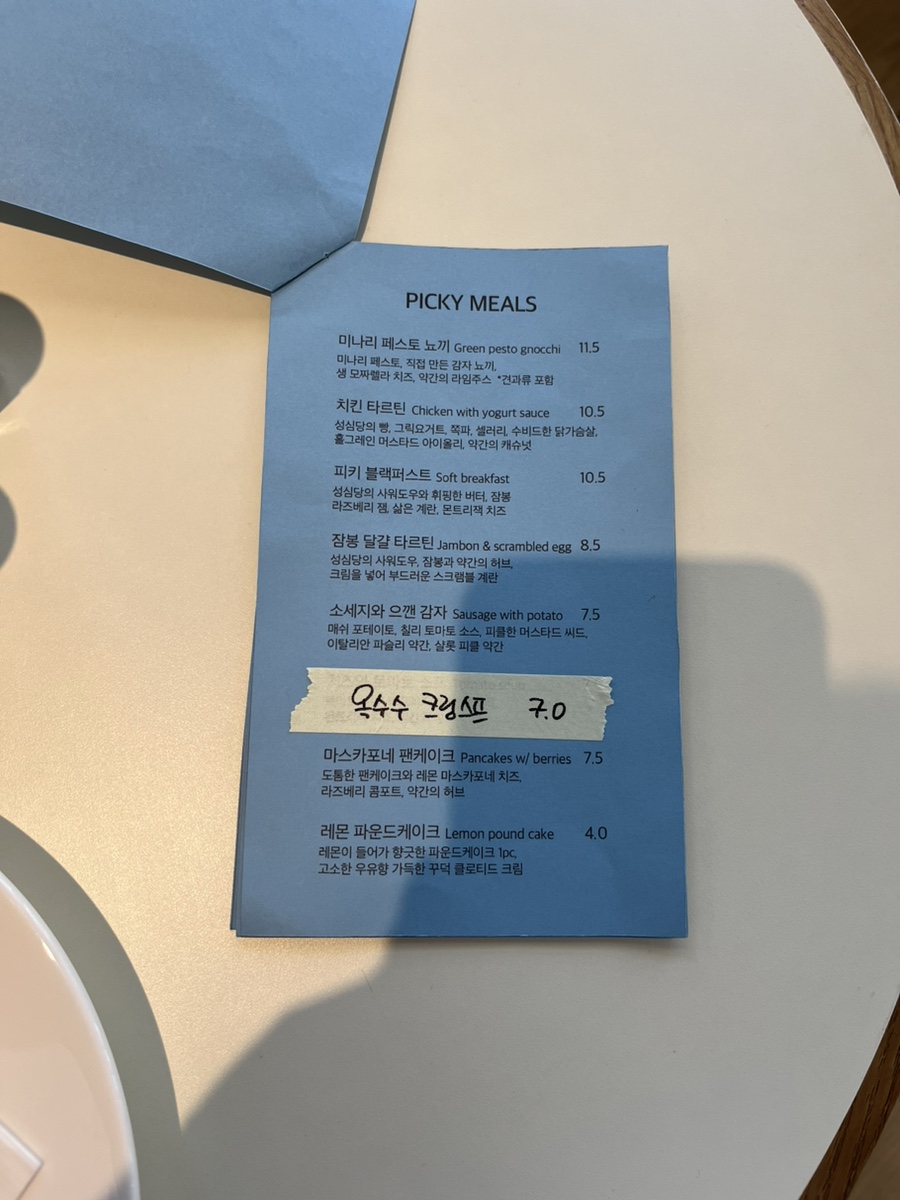 PICKY MEALS
미나리 페스토 뇨끼 Green pesto gnocchi 11.5
미나리 페스토, 직접 만든 감자 뇨끼,
생 모짜렐라 치즈, 약간의 라임주스 *견과류 포함
치킨 타르틴 Chicken with yogurt sauce 10.5
성심당의 빵, 그릭요거트, 쪽파, 셀러리, 수비드한 닭가슴살,
홀그레인 머스타드 아이올리, 약간의 캐슈넛
피키 블랙퍼스트 Soft breakfast 10.5
성심당의 사워도우와 휘핑한 버터, 잠봉
라즈베리 잼, 삶은 계란, 몬트리잭 치즈
잠봉 달걀 타르틴 Jambon & scrambled egg 8.5
성심당의 사워도우, 잠봉과 약간의 허브,
크림을 넣어 부드러운 스크램블 계란
소세지와 으깬 감자 Sausage with potato 7.5
매쉬 포테이토, 칠리 토마토 소스, 피클한 머스타드 씨드,
이탈리안 파슬리 약간, 샬롯 피클 약간
옥수수 크림스프 7.0
마스카포네 팬케이크 Pancakes w/ berries 7.5
도톰한 팬케이크와 레몬 마스카포네 치즈,
라즈베리 콤포트, 약간의 허브
레몬 파운드케이크 Lemon pound cake 4.0
레몬이 들어가 향긋한 파운드케이크 1pc,
고소한 우유향 가득한 꾸덕 클로티드 크림